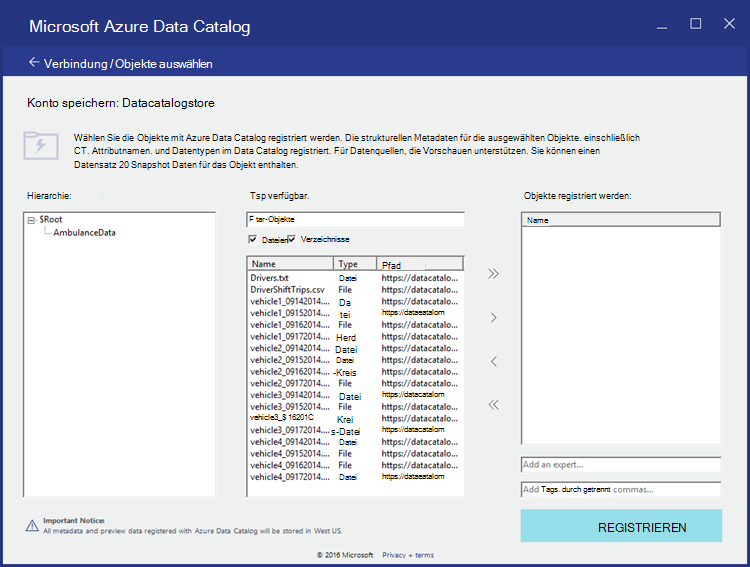 Microsoft Azure Data Catalog
Verbindung / Objekte auswählen
Konto speichern: Datacatalogstore
Wählen Sie die Objekte mit Azure Data Catalog registriert werden. Die strukturellen Metadaten für die ausgewählten Objekte. einschließlich
CT. Attributnamen. und Datentypen im Data Catalog registriert. Für Datenquellen, die Vorschauen unterstützen. Sie können einen
Datensatz 20 Snapshot Daten für das Objekt enthalten.
Hierarchie:
$Root
AmbulanceData
Tsp verfügbar.
F tar-Objekte
Dateien Verzeichnisse
Name Type Pfad
Drivers.txt Datei https://datacatalo...
DriverShiftTrips.csv File https://datacatalo...
vehicle1_09142014.... Da https://datacatalo...
vehicle1_09152014.... tei https://dataeatalom
vehicle1_09162014.... File https://datacatalo...
vehicle1_09172014.... Herd https://datacatalo...
vehicle2_09142014.... Datei https://datacatalo...
vehicle2_09152014.... Datei https://datacatalo...
vehicle2_09162014.... -Kreis https://datacatalo...
vehicle2_09172014.... File https://datacatalo...
vehicle3_09142014.... Datei https://dataeatalom
vehicle3_09152014.... File https://datacatalo...
vehicle3_$ 16201C Krei https://datacatalo...
vehicle3_09172014.... s-Datei https://dataeatalom
vehicle4_09142014.... Datei https://datacatalo...
vehicle4_09152014.... File https://datacatalo...
vehicle4_09162014.... File https://datacatalo...
vehicle4_09172014.... Datei https://dataeatalom
Objekte registriert werden:
Name
Add an expert...
Add Tags. durch getrennt commas...
REGISTRIEREN
Important Notice:
All metadata and preview data registered with Azure Data Catalog will be stored in West US.
© 2016 Microsoft Privacy + terms